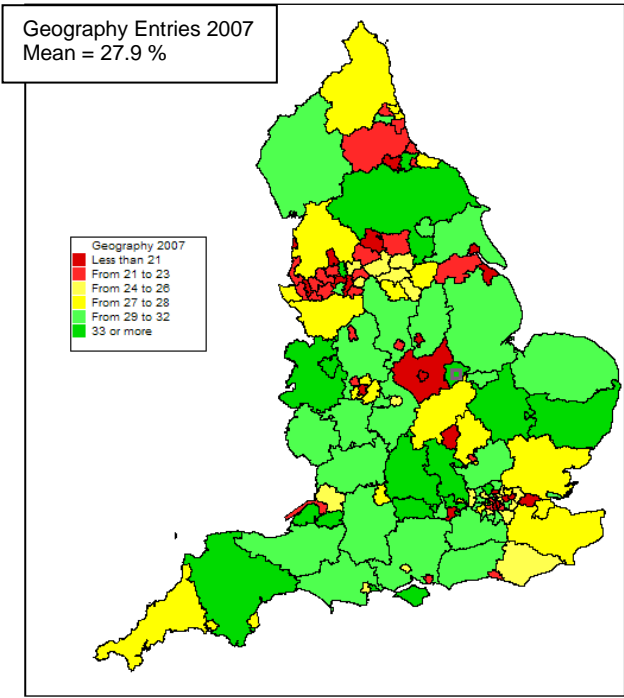 Geography Entries 2007
Mean = 27.9 %
Geography 2007
Less than 21
From 21 to 23
From 24 to 26
From 27 to 28
From 29 to 32
33 or more